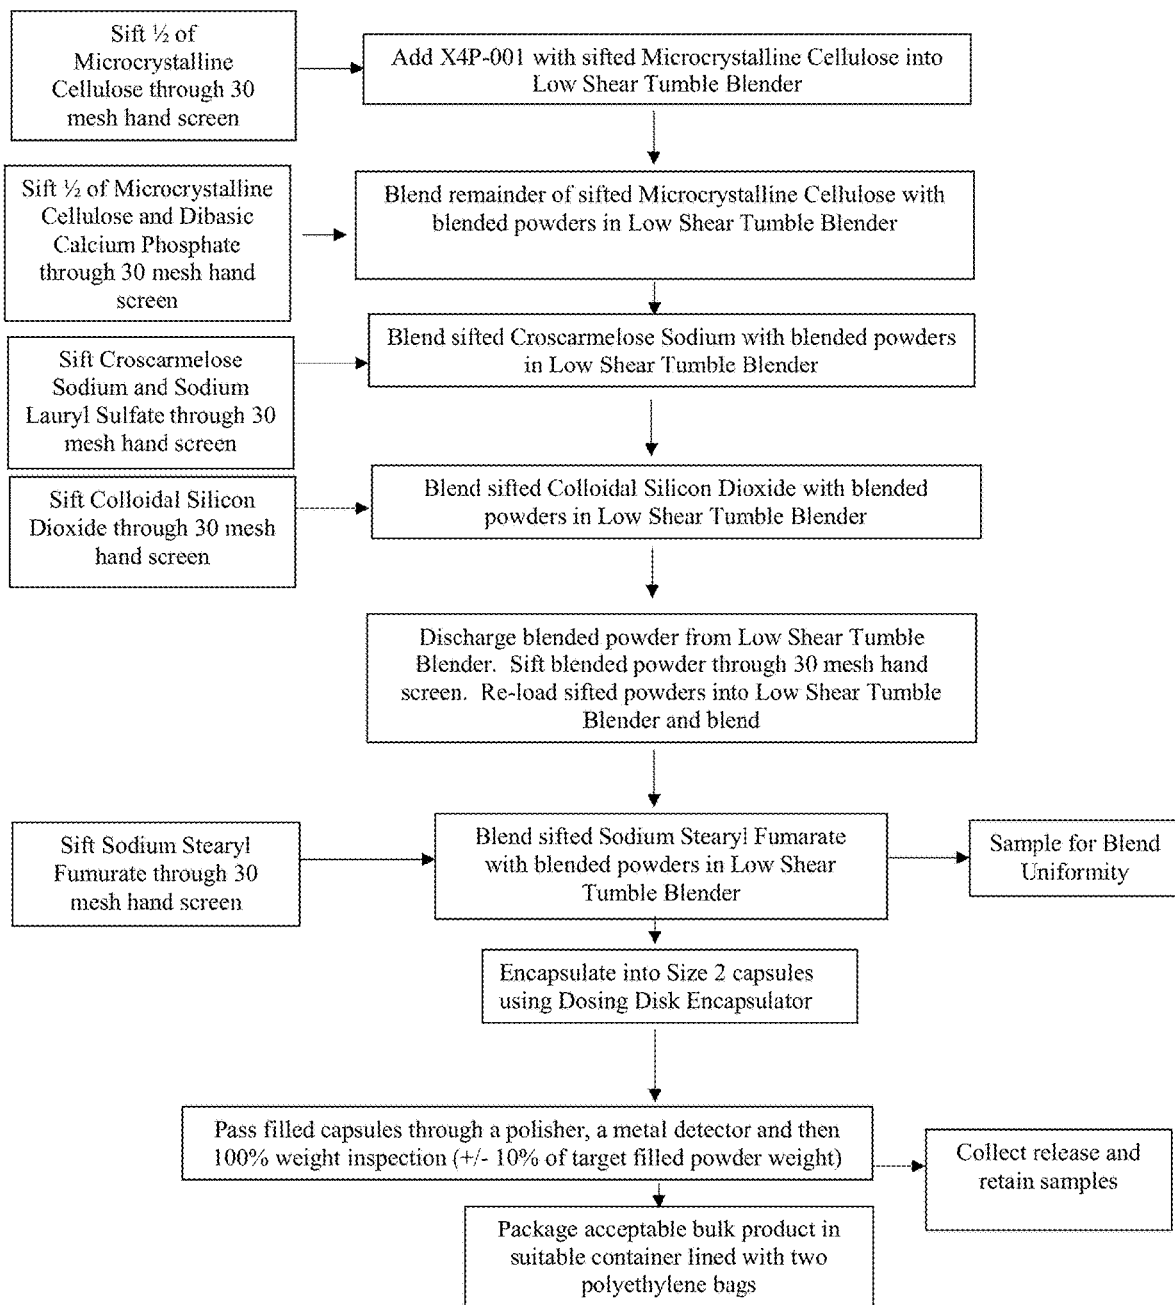 Sift ½ of
Microcrystalline
Cellulose through 30
mesh hand screen
Add X4P-001 with sifted Microcrystalline Cellulose into
Low Shear Tumble Blender
Sift ½ of Microcrystalline
Cellulose and Dibasic
Calcium Phosphate
through 30 mesh hand
screen
Blend remainder of sifted Microcrystalline Cellulose with
blended powders in Low Shear Tumble Blender
Sift Croscarmelose
Sodium and Sodium
Lauryl Sulfate through 30
mesh hand screen
Blend sifted Croscarmelose Sodium with blended powders
in Low Shear Tumble Blender
Sift Colloidal Silicon
Dioxide through 30 mesh
hand screen
Blend sifted Colloidal Silicon Dioxide with blended
powders in Low Shear Tumble Blender
Discharge blended powder from Low Shear Tumble
Blender. Sift blended powder through 30 mesh hand
screen. Re-load sifted powders into Low Shear Tumble
Blender and blend
Sift Sodium Stearyl
Fumurate through 30
mesh hand screen
Blend sifted Sodium Stearyl Fumarate
with blended powders in Low Shear
Tumble Blender
Sample for Blend
Uniformity
Encapsulate into Size 2 capsules
using Dosing Disk Encapsulator
Pass filled capsules through a polisher, a metal detector and then
100% weight inspection (+/- 10% of target filled powder weight)
Collect release and
retain samples
Package acceptable bulk product in
suitable container lined with two
polyethylene bags